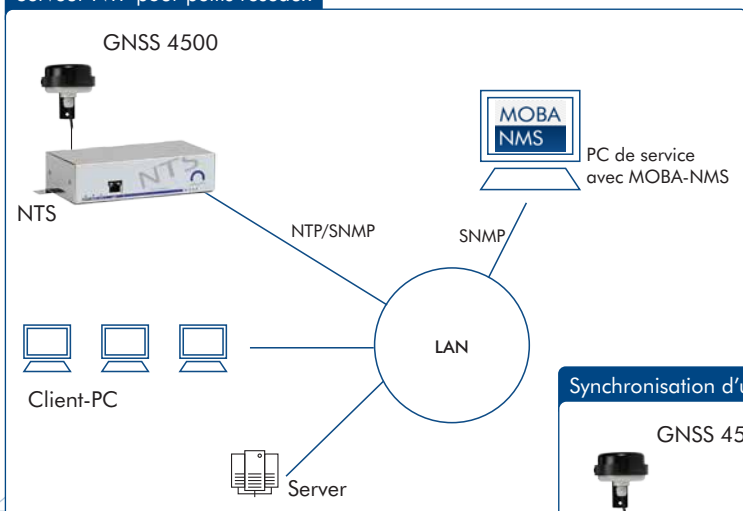 GNSS 4500
MOBA
NMS
PC de service
avec MOBA-NMS
NTS
NTS
NTP/SNMP
SNMP
LAN
Client-PC
Server
Synchronisation d'u
GNSS 45